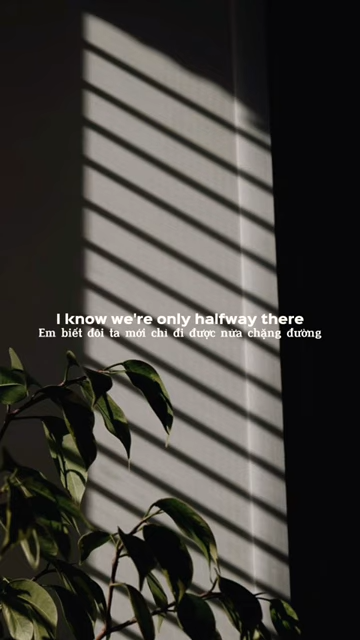 I know we're only halfway there
Em biết đôi ta mới chỉ đi được nửa chặng đường